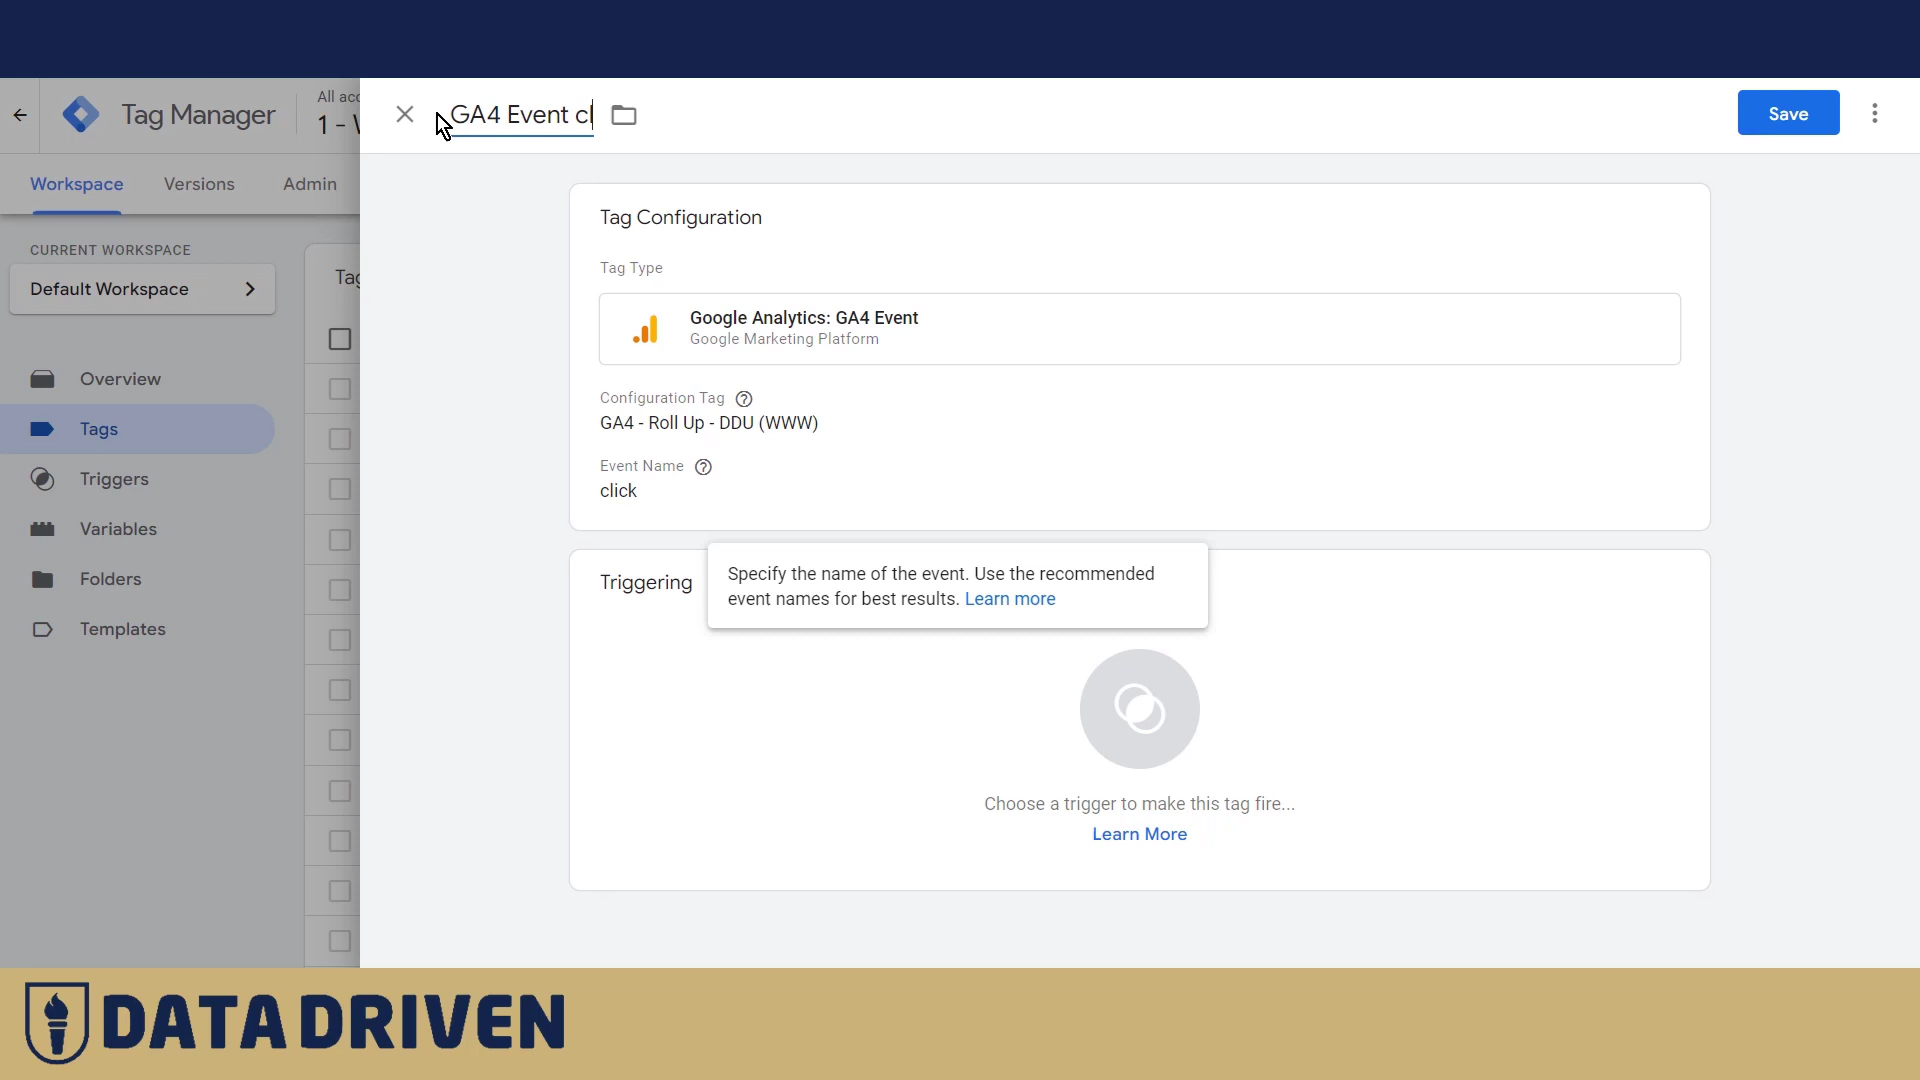 Tag Manager
All acc
1 - V
GA4 Event cl
Save
Workspace
Versions
Admin
CURRENT WORKSPACE
Default Workspace
Tag
Overview
Tags
Triggers
Variables
Folders
Templates
Tag Configuration
Tag Type
Google Analytics: GA4 Event
Google Marketing Platform
Configuration Tag
GA4 - Roll Up - DDU (WWW)
Event Name
click
Triggering
Specify the name of the event. Use the recommended
event names for best results. Learn more
Choose a trigger to make this tag fire...
Learn More
DATA DRIVEN